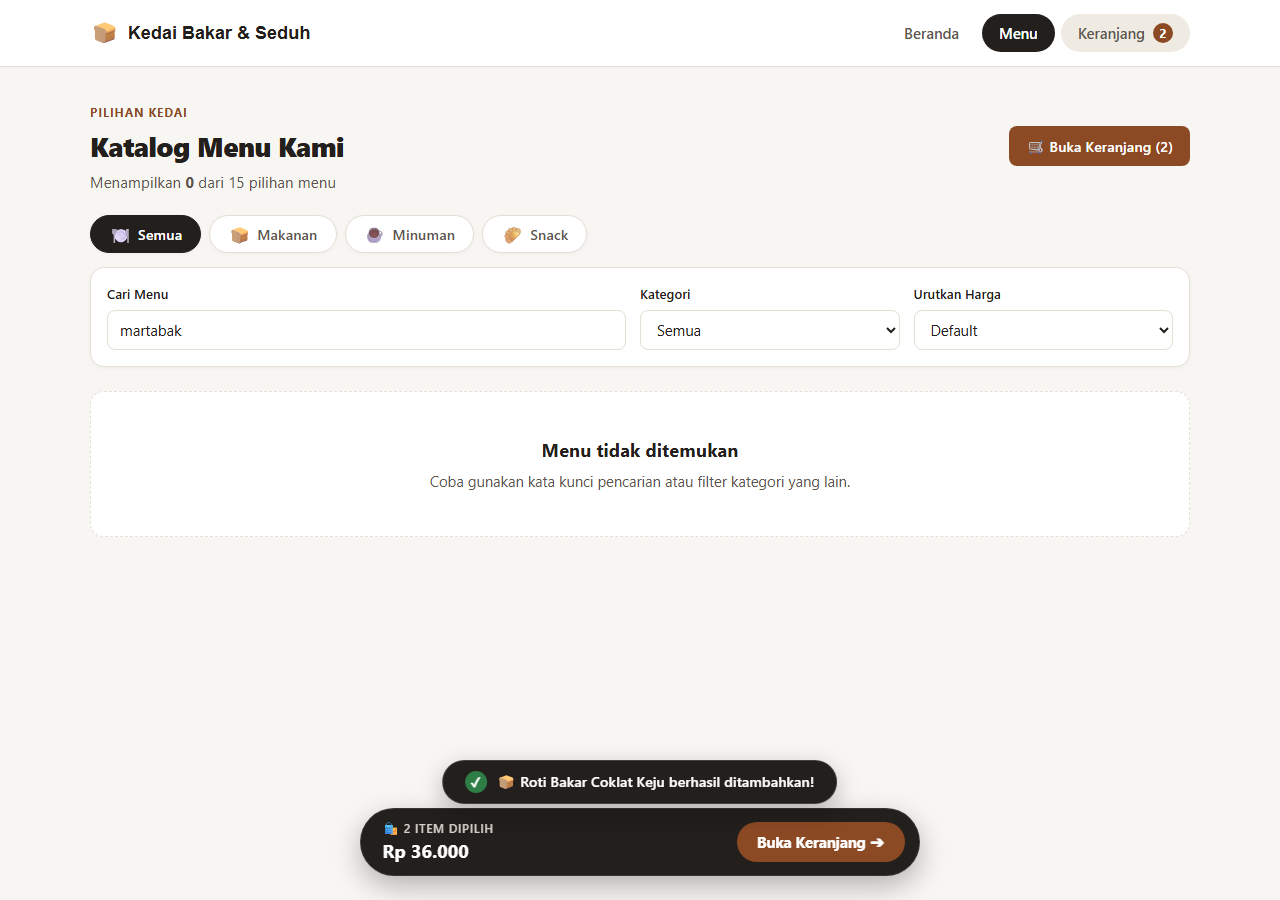 Kedai Bakar & Seduh
Beranda
Menu
Keranjang 2
PILIHAN KEDAI
Katalog Menu Kami
Menampilkan 0 dari 15 pilihan menu
Buka Keranjang (2)
Semua
Makanan
Minuman
Snack
Cari Menu
martabak
Kategori
Semua
Urutkan Harga
Default
Menu tidak ditemukan
Coba gunakan kata kunci pencarian atau filter kategori yang lain.
Roti Bakar Coklat Keju berhasil ditambahkan!
2 ITEM DIPILIH
Rp 36.000
Buka Keranjang ➔